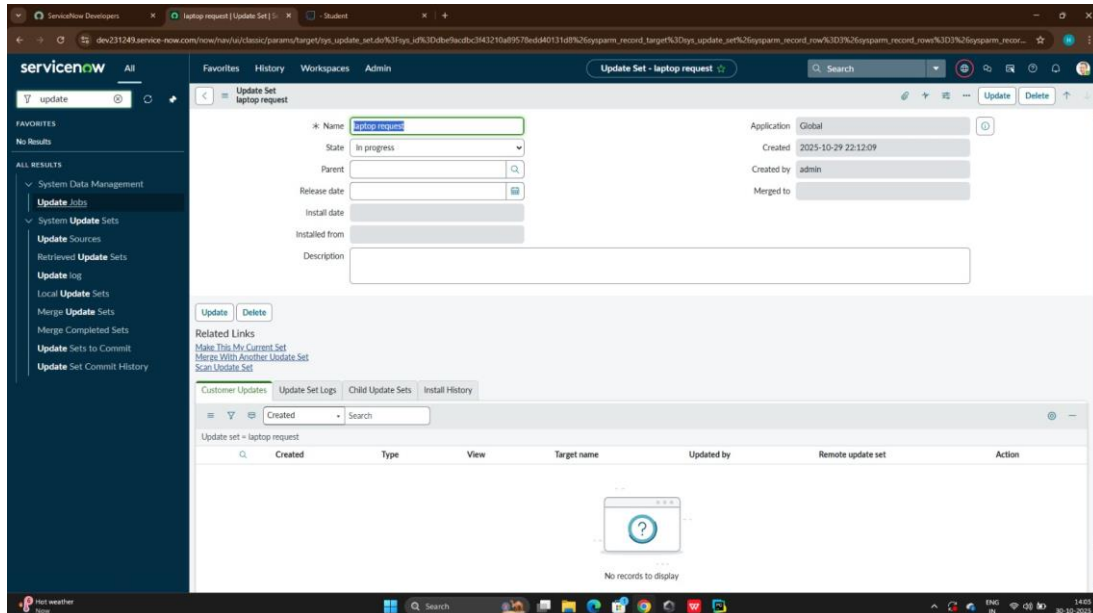 ServiceNow Developers
laptop request | Update Set | S
- Student
dev231249.service-now.com/now/nav/ui/classic/params/target/sys_update_set.do%3Fsys_id%3Ddbe9acdbc3f43210a89578edd40131d8%26sysparm_record_target%3Dsys_update_set%26sysparm_record_row%3D3%26sysparm_record_rows%3D3%26sysparm_recor...
servicenow All Favorites History Workspaces Admin Update Set - laptop request Search
update
FAVORITES
No Results
ALL RESULTS
System Data Management
Update Jobs
System Update Sets
Update Sources
Retrieved Update Sets
Update log
Local Update Sets
Merge Update Sets
Merge Completed Sets
Update Sets to Commit
Update Set Commit History
Update Set
laptop request
Update Delete
Name laptop request
State In progress
Parent
Release date
Install date
Installed from
Description
Application Global
Created 2025-10-29 22:12:09
Created by admin
Merged to
Update Delete
Related Links
Make This My Current Set
Merge With Another Update Set
Scan Update Set
Customer Updates Update Set Logs Child Update Sets Install History
Created Search
Update set = laptop request
Created Type View Target name Updated by Remote update set Action
?
No records to display
Hot weather
Now
Search
ENG
IN
14:05
30-10-2025